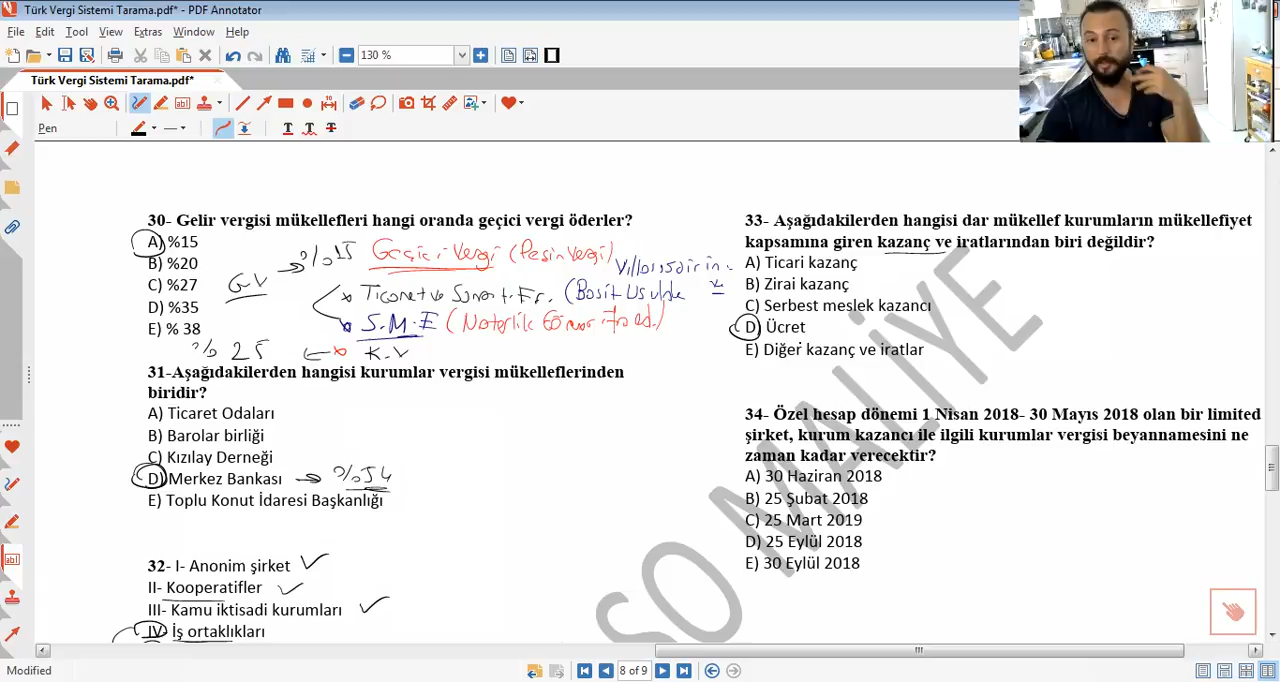 Türk Vergi Sistemi Tarama.pdf* - PDF Annotator
File Edit Tool View Extras Window Help
130 %
Türk Vergi Sistemi Tarama.pdf*
Pen
30- Gelir vergisi mükellefleri hangi oranda geçici vergi öderler?
A) %15
B) %20
C) %27
D) %35
E) % 38
G.V → %15 Geçici Vergi (Peşin Vergi)
Ticaret ve Sanat Er. (Basit Usulde
S.M.E (Noterlik
% 25 ← K.V
31-Aşağıdakilerden hangisi kurumlar vergisi mükelleflerinden
biridir?
A) Ticaret Odaları
B) Barolar birliği
C) Kızılay Derneği
D) Merkez Bankası → %54
E) Toplu Konut İdaresi Başkanlığı
32- I- Anonim şirket
II- Kooperatifler
III- Kamu iktisadi kurumları
IV- İş ortaklıkları
33- Aşağıdakilerden hangisi dar mükellef kurumların mükellefiyet
kapsamına giren kazanç ve iratlarından biri değildir?
A) Ticari kazanç
B) Zirai kazanç
C) Serbest meslek kazancı
D) Ücret
E) Diğer kazanç ve iratlar
34- Özel hesap dönemi 1 Nisan 2018- 30 Mayıs 2018 olan bir limited
şirket, kurum kazancı ile ilgili kurumlar vergisi beyannamesini ne
zaman kadar verecektir?
A) 30 Haziran 2018
B) 25 Şubat 2018
C) 25 Mart 2019
D) 25 Eylül 2018
E) 30 Eylül 2018
SO MALİYE
Modified
8 of 9